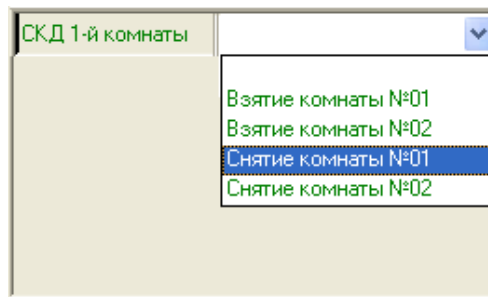 СКД 1-й комнаты
Взятие комнаты №01
Взятие комнаты №02
Снятие комнаты №01
Снятие комнаты №02